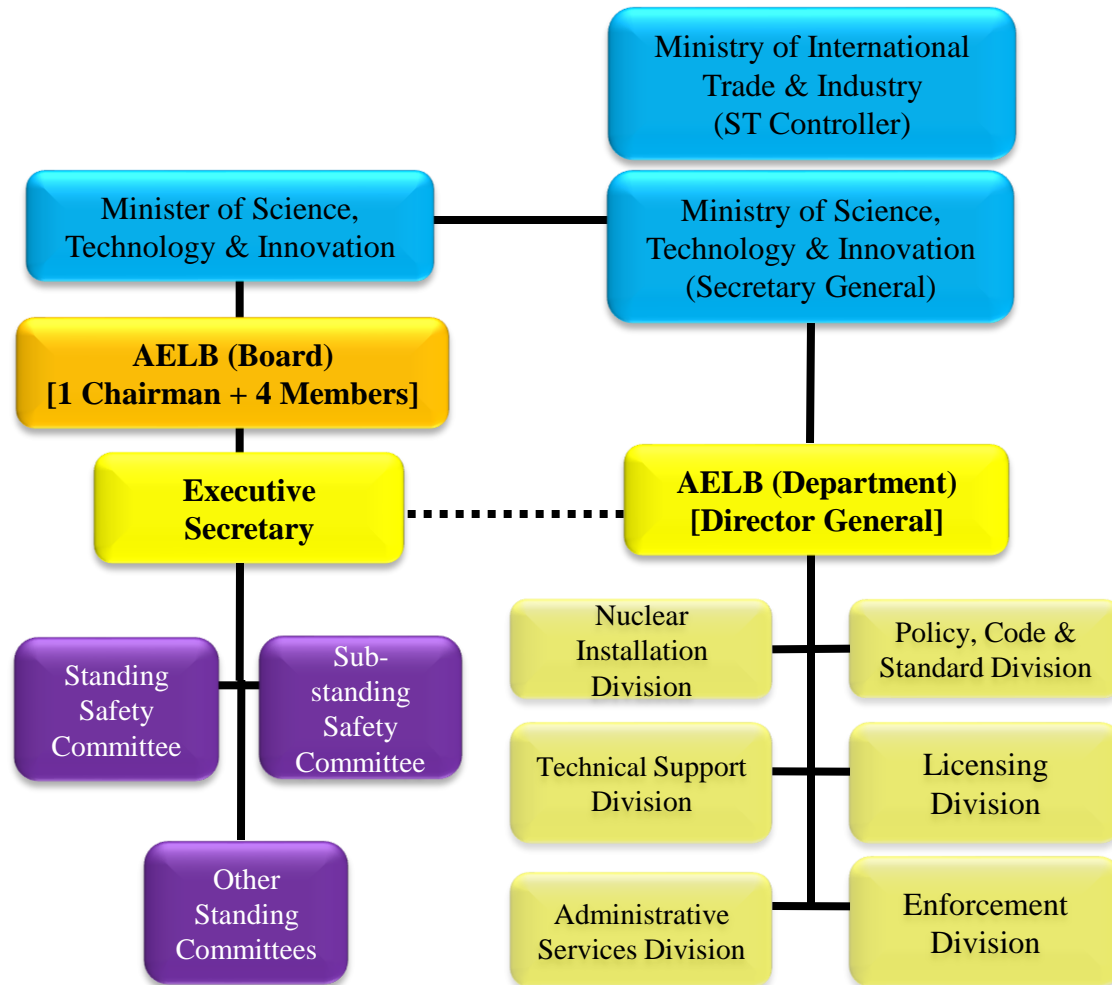 Ministry of International
Trade & Industry
(ST Controller)
Minister of Science,
Technology & Innovation
Ministry of Science,
Technology & Innovation
(Secretary General)
AELB (Board)
[1 Chairman + 4 Members]
Executive
Secretary
AELB (Department)
[Director General]
Standing
Safety
Committee
Sub-
standing
Safety
Committee
Other
Standing
Committees
Nuclear
Installation
Division
Policy, Code &
Standard Division
Technical Support
Division
Licensing
Division
Administrative
Services Division
Enforcement
Division